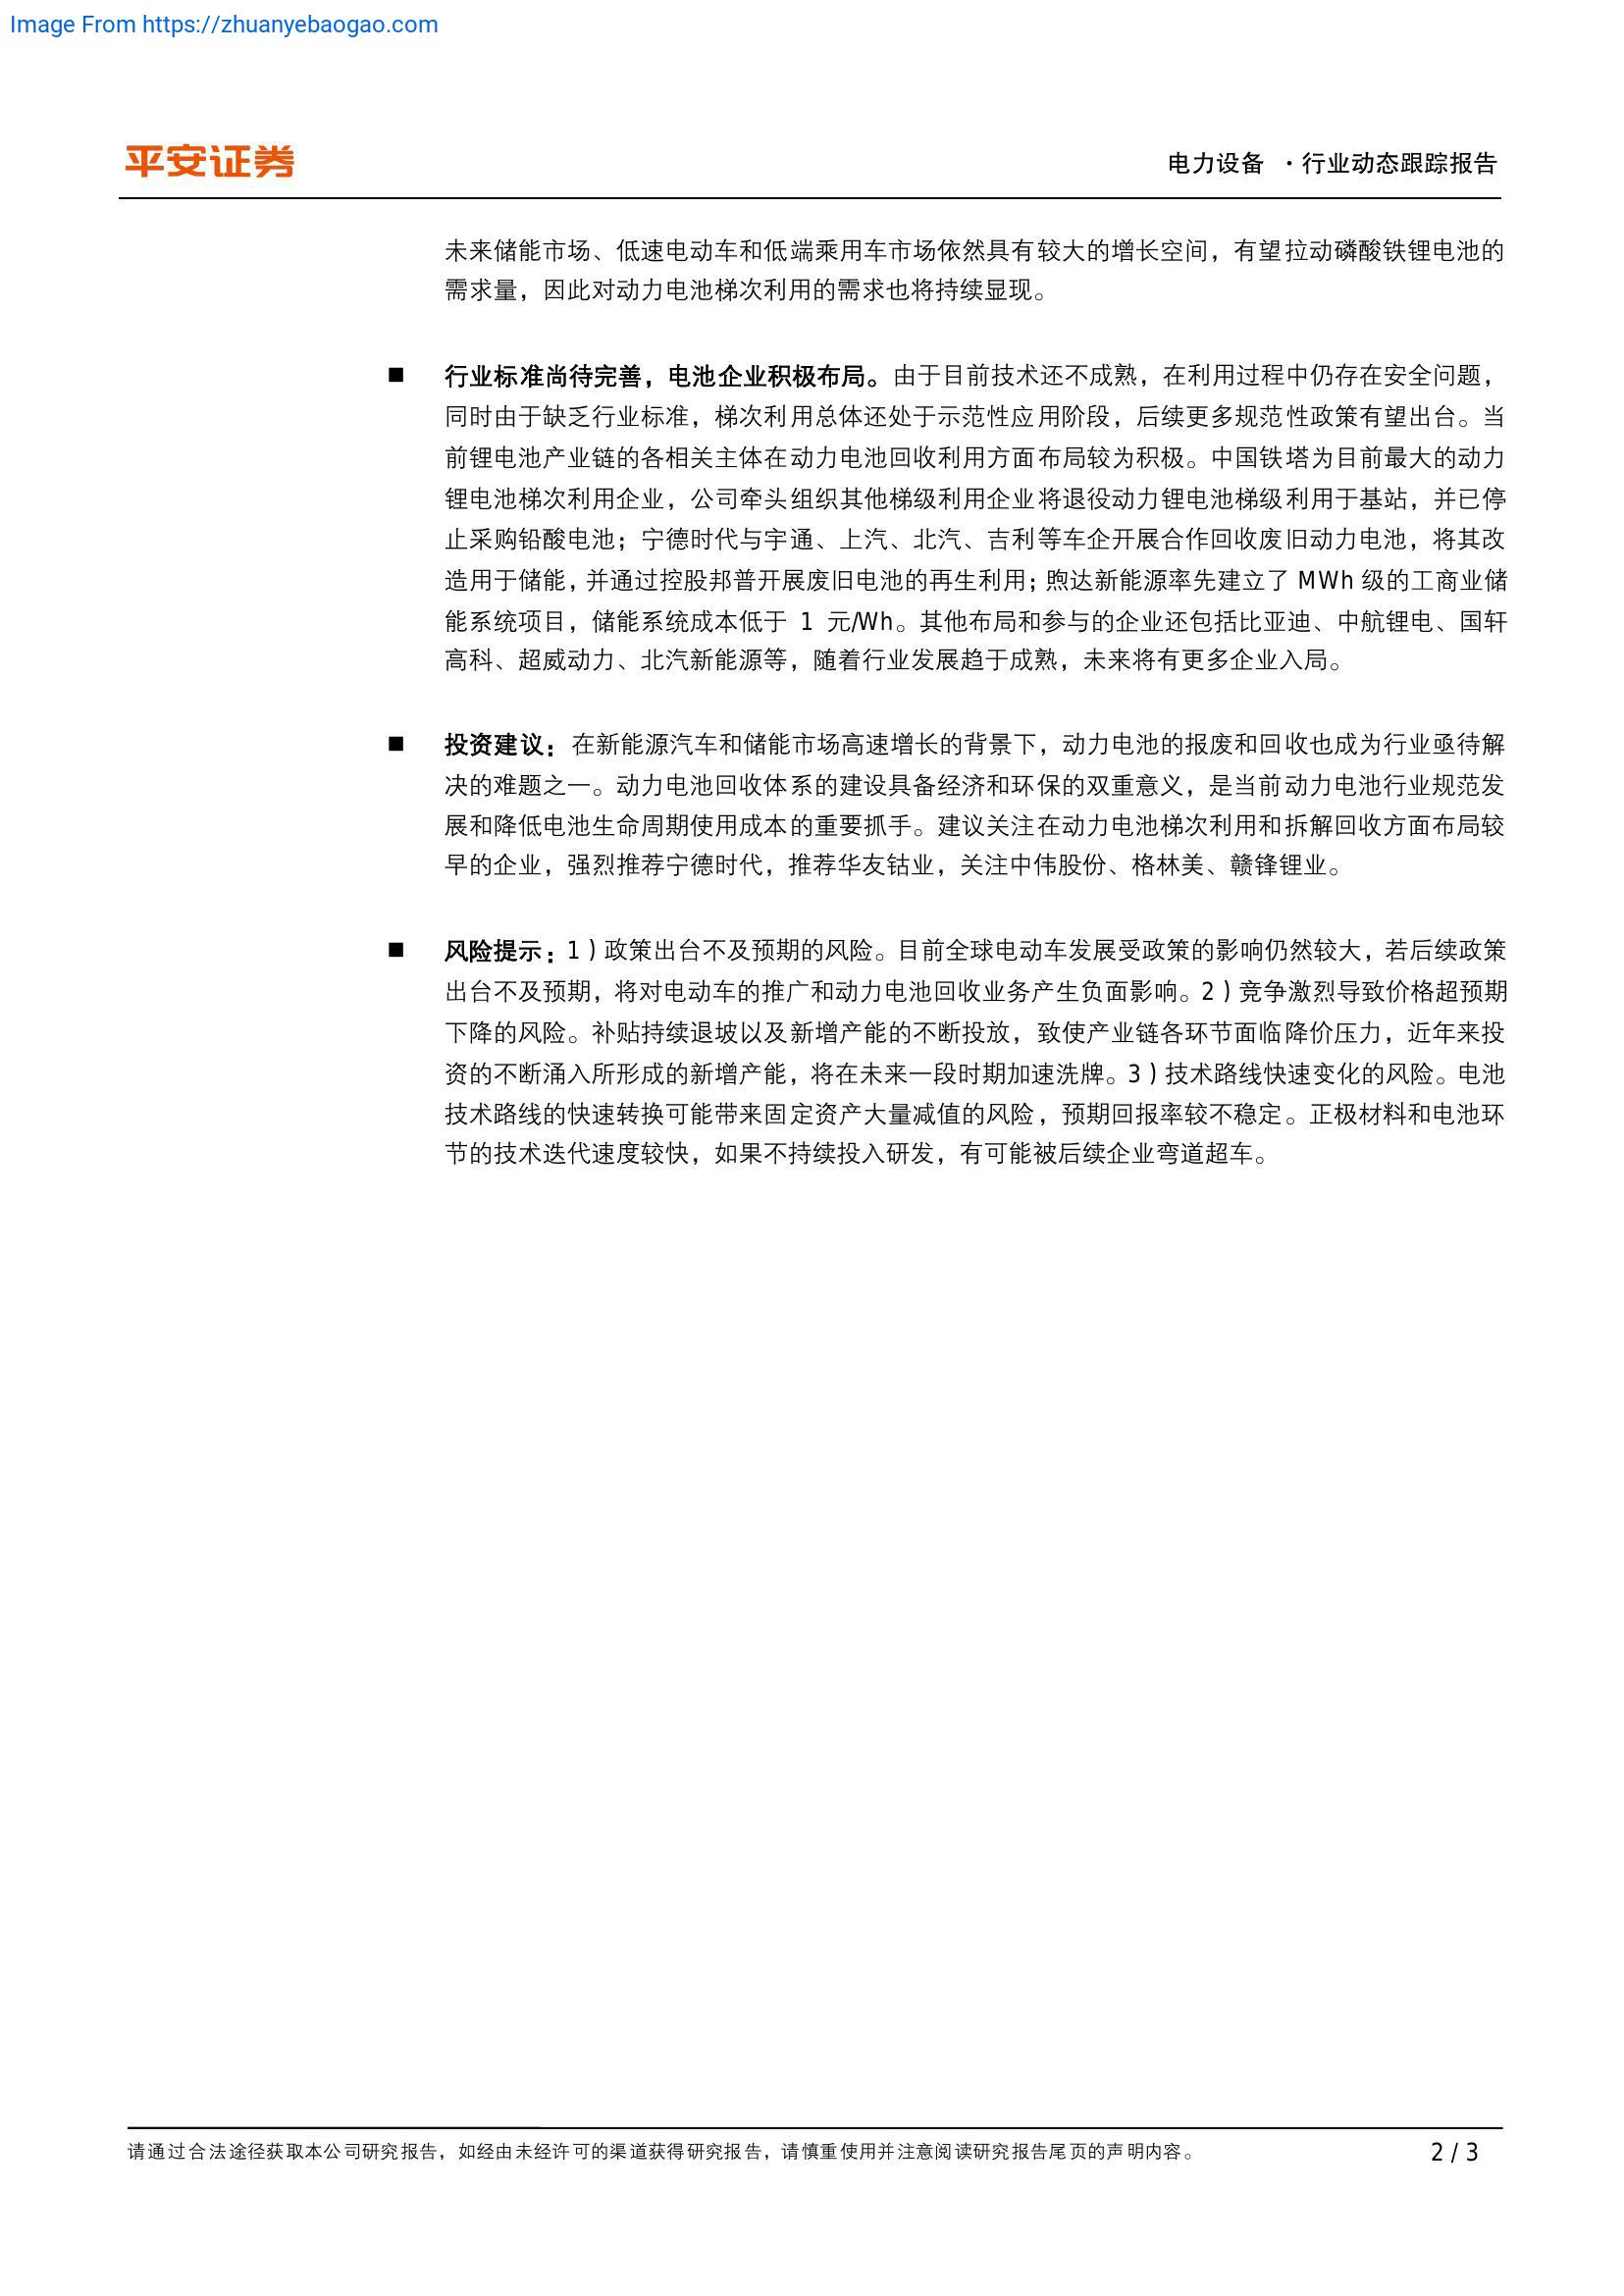 Image From https://zhuanyebaogao.com
平安证券
电力设备 ·行业动态跟踪报告
未来储能市场、低速电动车和低端乘用车市场依然具有较大的增长空间，有望拉动磷酸铁锂电池的
需求量，因此对动力电池梯次利用的需求也将持续显现。
■ 行业标准尚待完善，电池企业积极布局。由于目前技术还不成熟，在利用过程中仍存在安全问题，
同时由于缺乏行业标准，梯次利用总体还处于示范性应用阶段，后续更多规范性政策有望出台。当
前锂电池产业链的各相关主体在动力电池回收利用方面布局较为积极。中国铁塔为目前最大的动力
锂电池梯次利用企业，公司牵头组织其他梯级利用企业将退役动力锂电池梯级利用于基站，并已停
止采购铅酸电池；宁德时代与宇通、上汽、北汽、吉利等车企开展合作回收废旧动力电池，将其改
造用于储能，并通过控股邦普开展废旧电池的再生利用；煦达新能源率先建立了 MWh 级的工商业储
能系统项目，储能系统成本低于 1 元/Wh。其他布局和参与的企业还包括比亚迪、中航锂电、国轩
高科、超威动力、北汽新能源等，随着行业发展趋于成熟，未来将有更多企业入局。
■ 投资建议：在新能源汽车和储能市场高速增长的背景下，动力电池的报废和回收也成为行业亟待解
决的难题之一。动力电池回收体系的建设具备经济和环保的双重意义，是当前动力电池行业规范发
展和降低电池生命周期使用成本的重要抓手。建议关注在动力电池梯次利用和拆解回收方面布局较
早的企业，强烈推荐宁德时代，推荐华友钴业，关注中伟股份、格林美、赣锋锂业。
■ 风险提示：1）政策出台不及预期的风险。目前全球电动车发展受政策的影响仍然较大，若后续政策
出台不及预期，将对电动车的推广和动力电池回收业务产生负面影响。2）竞争激烈导致价格超预期
下降的风险。补贴持续退坡以及新增产能的不断投放，致使产业链各环节面临降价压力，近年来投
资的不断涌入所形成的新增产能，将在未来一段时期加速洗牌。3）技术路线快速变化的风险。电池
技术路线的快速转换可能带来固定资产大量减值的风险，预期回报率较不稳定。正极材料和电池环
节的技术迭代速度较快，如果不持续投入研发，有可能被后续企业弯道超车。
请通过合法途径获取本公司研究报告，如经由未经许可的渠道获得研究报告，请慎重使用并注意阅读研究报告尾页的声明内容。
2 / 3